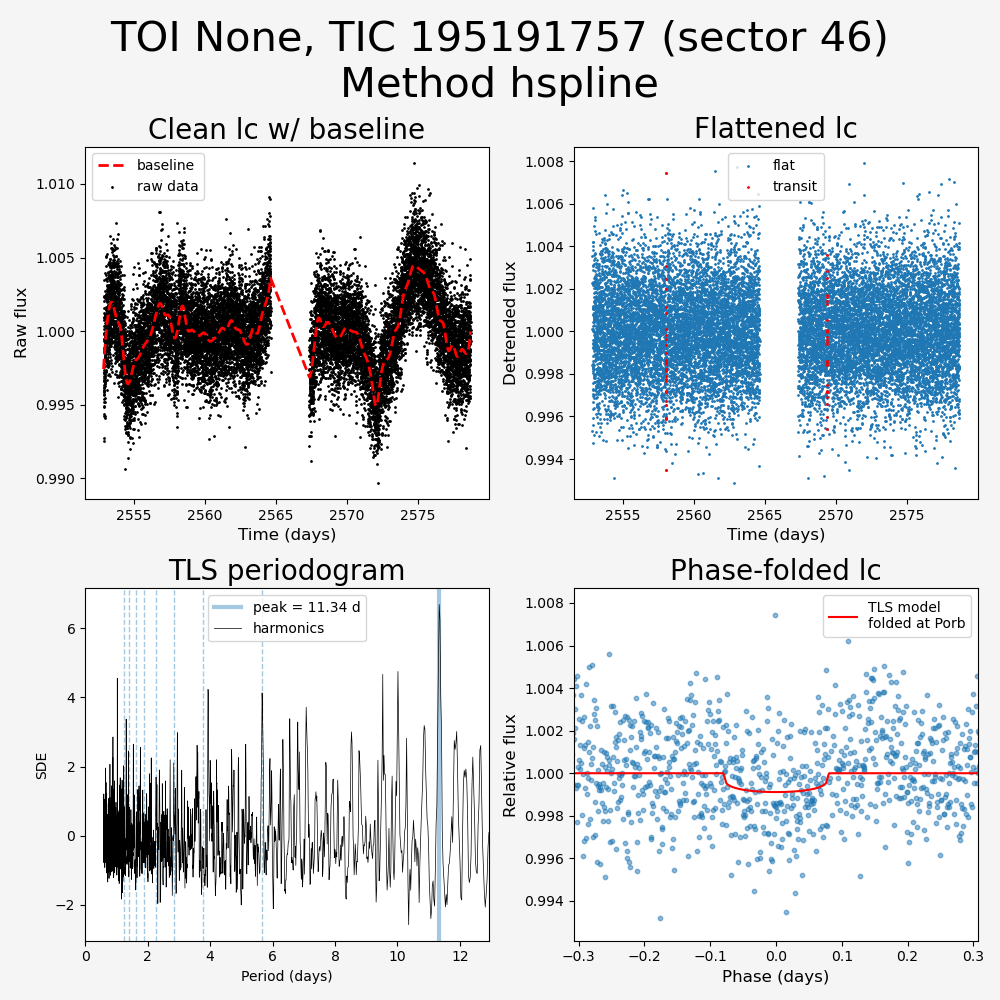 TOI None, TIC 195191757 (sector 46)
Method hspline
Clean lc w/ baseline
baseline
raw data
Raw flux
1.010
1.005
1.000
0.995
0.990
2555 2560 2565 2570 2575
Time (days)
Flattened lc
flat
transit
Detrended flux
1.008
1.006
1.004
1.002
1.000
0.998
0.996
0.994
2555 2560 2565 2570 2575
Time (days)
TLS periodogram
peak = 11.34 d
harmonics
SDE
6
4
2
0
−2
0 2 4 6 8 10 12
Period (days)
Phase-folded lc
TLS model
folded at Porb
Relative flux
1.008
1.006
1.004
1.002
1.000
0.998
0.996
0.994
−0.3 −0.2 −0.1 0.0 0.1 0.2 0.3
Phase (days)